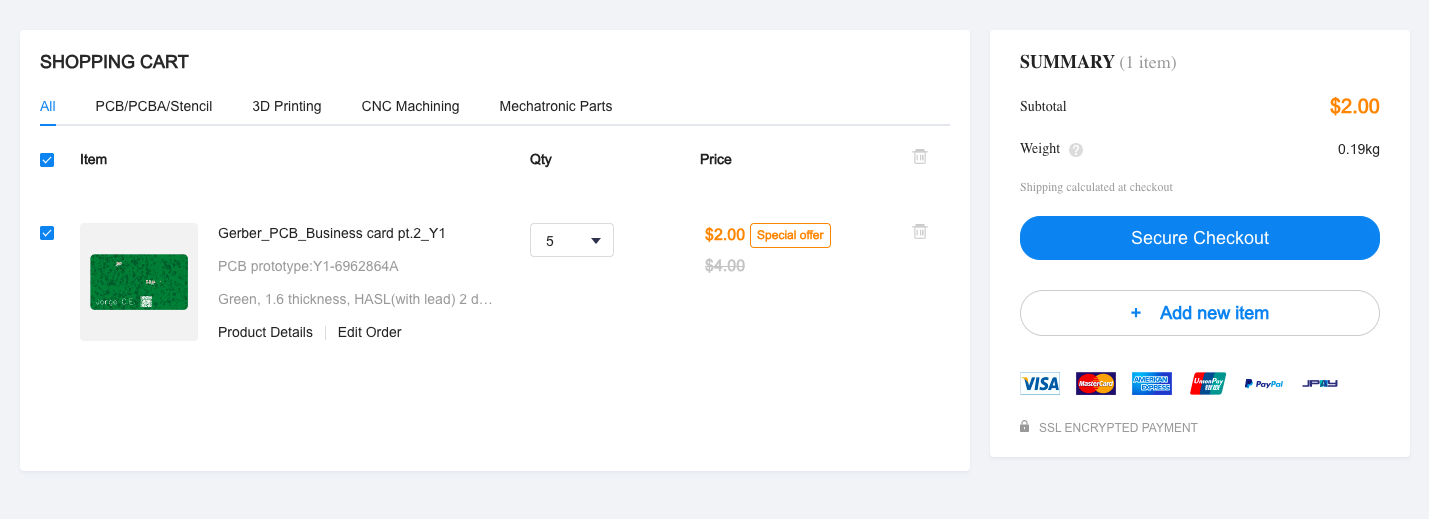 SHOPPING CART
All PCB/PCBA/Stencil 3D Printing CNC Machining Mechatronic Parts
Item Qty Price
Gerber_PCB_Business card pt.2_Y1
PCB prototype:Y1-6962864A
Green, 1.6 thickness, HASL(with lead) 2 d…
Product Details Edit Order
Jorge C.E.
5
$2.00 Special offer
$4.00
SUMMARY (1 item)
Subtotal $2.00
Weight ? 0.19kg
Shipping calculated at checkout
Secure Checkout
+ Add new item
VISA MasterCard AMERICAN EXPRESS UnionPay 银联 PayPal JPAY
SSL ENCRYPTED PAYMENT